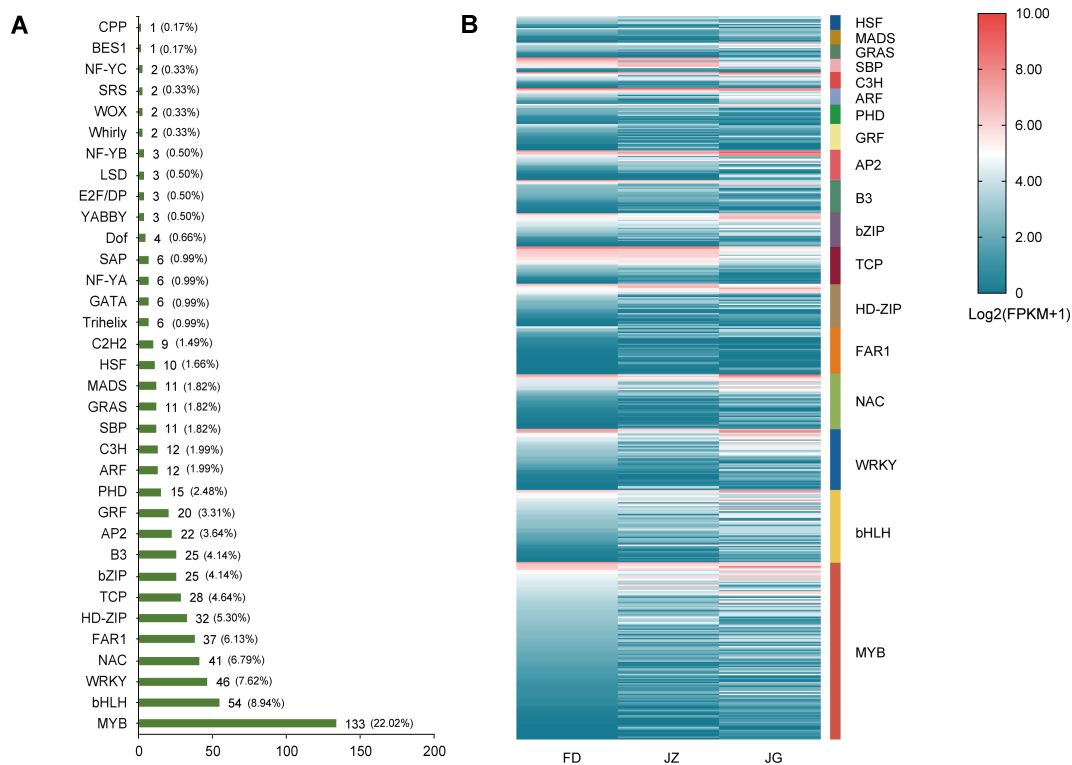 A
CPP 1 (0.17%)
BES1 1 (0.17%)
NF-YC 2 (0.33%)
SRS 2 (0.33%)
WOX 2 (0.33%)
Whirly 2 (0.33%)
NF-YB 3 (0.50%)
LSD 3 (0.50%)
E2F/DP 3 (0.50%)
YABBY 3 (0.50%)
Dof 4 (0.66%)
SAP 6 (0.99%)
NF-YA 6 (0.99%)
GATA 6 (0.99%)
Trihelix 6 (0.99%)
C2H2 9 (1.49%)
HSF 10 (1.66%)
MADS 11 (1.82%)
GRAS 11 (1.82%)
SBP 11 (1.82%)
C3H 12 (1.99%)
ARF 12 (1.99%)
PHD 15 (2.48%)
GRF 20 (3.31%)
AP2 22 (3.64%)
B3 25 (4.14%)
bZIP 25 (4.14%)
TCP 28 (4.64%)
HD-ZIP 32 (5.30%)
FAR1 37 (6.13%)
NAC 41 (6.79%)
WRKY 46 (7.62%)
bHLH 54 (8.94%)
MYB 133 (22.02%)
0 50 100 150 200
B
HSF
MADS
GRAS
SBP
C3H
ARF
PHD
GRF
AP2
B3
bZIP
TCP
HD-ZIP
FAR1
NAC
WRKY
bHLH
MYB
FD JZ JG
10.00
8.00
6.00
4.00
2.00
0
Log2(FPKM+1)